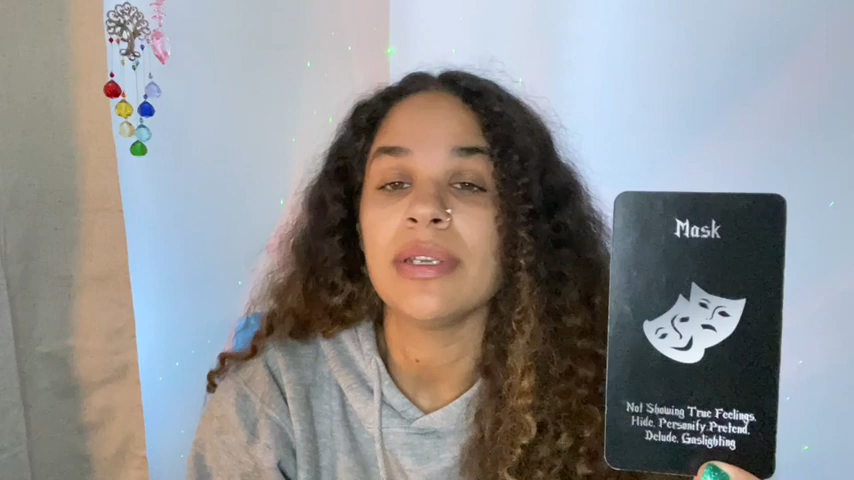 Mask
Not Showing True Feelings,
Hide, Personify, Pretend,
Delude, Gaslighting